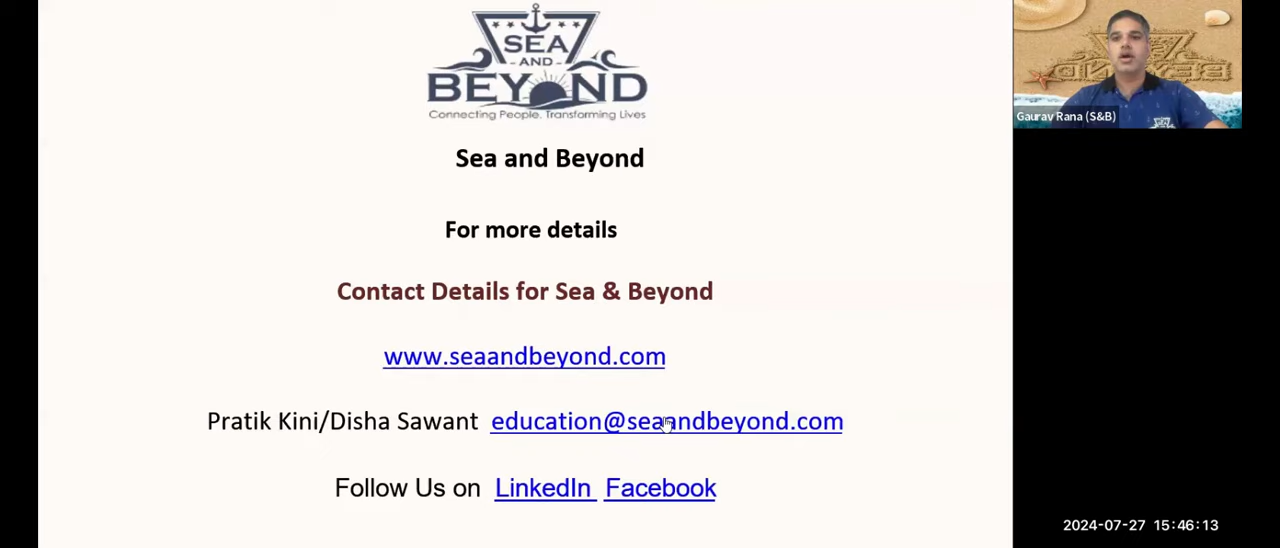 SEA
AND
BEYOND
Connecting People. Transforming Lives
Sea and Beyond
For more details
Contact Details for Sea & Beyond
www.seaandbeyond.com
Pratik Kini/Disha Sawant education@seaandbeyond.com
Follow Us on LinkedIn Facebook
Gaurav Rana (S&B)
2024-07-27 15:46:13